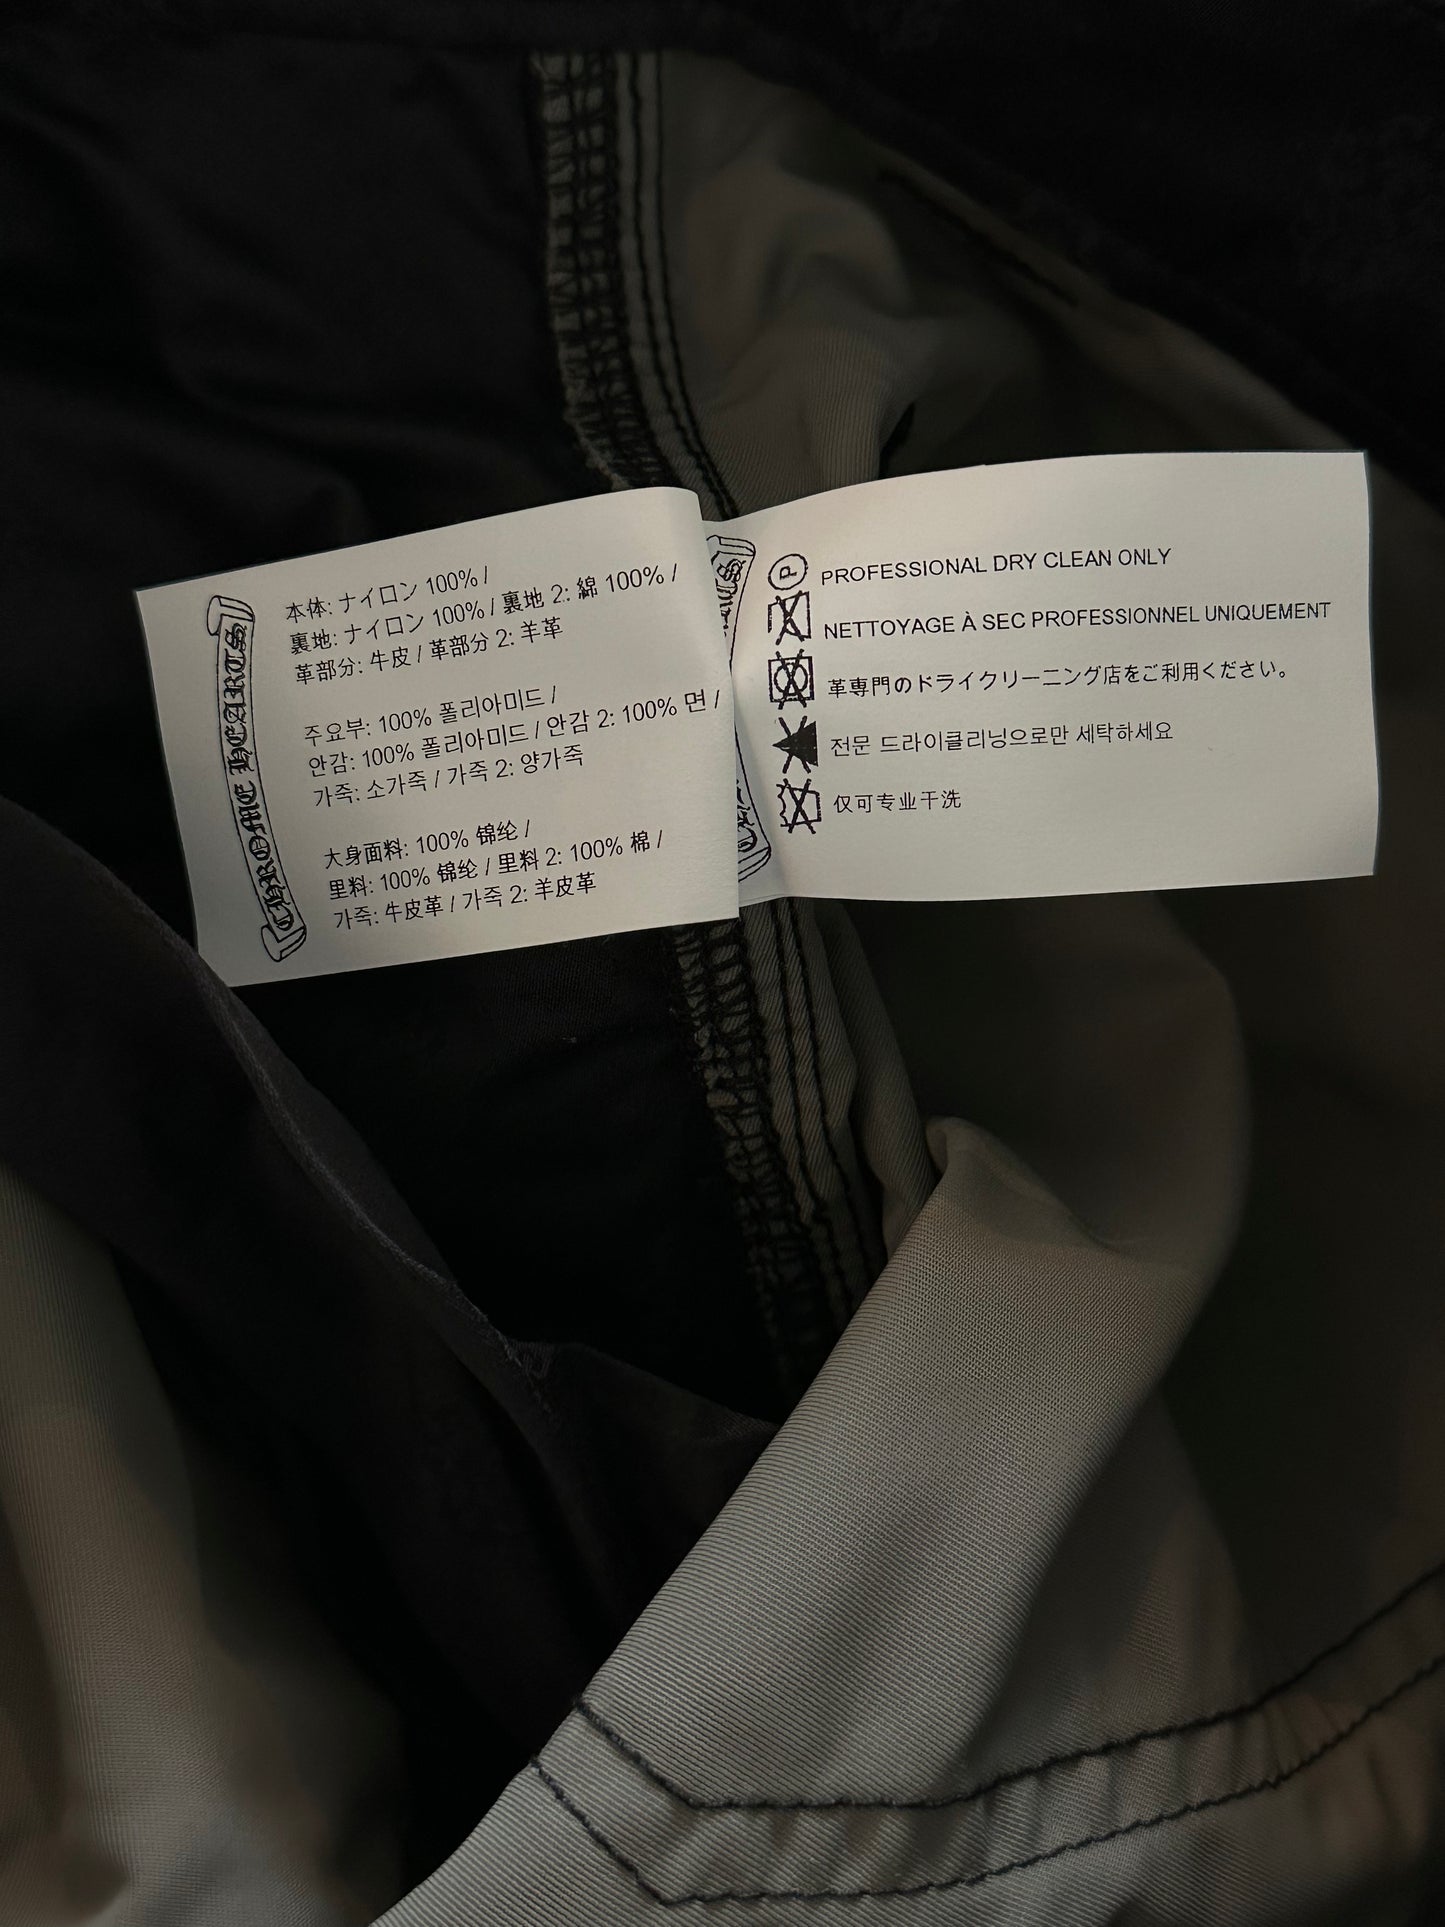 CHROME HEARTS
本体: ナイロン 100% /
裏地: ナイロン 100% / 裏地 2: 綿 100% /
革部分: 牛皮 / 革部分 2: 羊革
주요부: 100% 폴리아미드 /
안감: 100% 폴리아미드 / 안감 2: 100% 면 /
가죽: 소가죽 / 가죽 2: 양가죽
大身面料: 100% 锦纶 /
里料: 100% 锦纶 / 里料 2: 100% 棉 /
가죽: 牛皮革 / 가죽 2: 羊皮革
P PROFESSIONAL DRY CLEAN ONLY
NETTOYAGE À SEC PROFESSIONNEL UNIQUEMENT
革専門のドライクリーニング店をご利用ください。
전문 드라이클리닝으로만 세탁하세요
仅可专业干洗